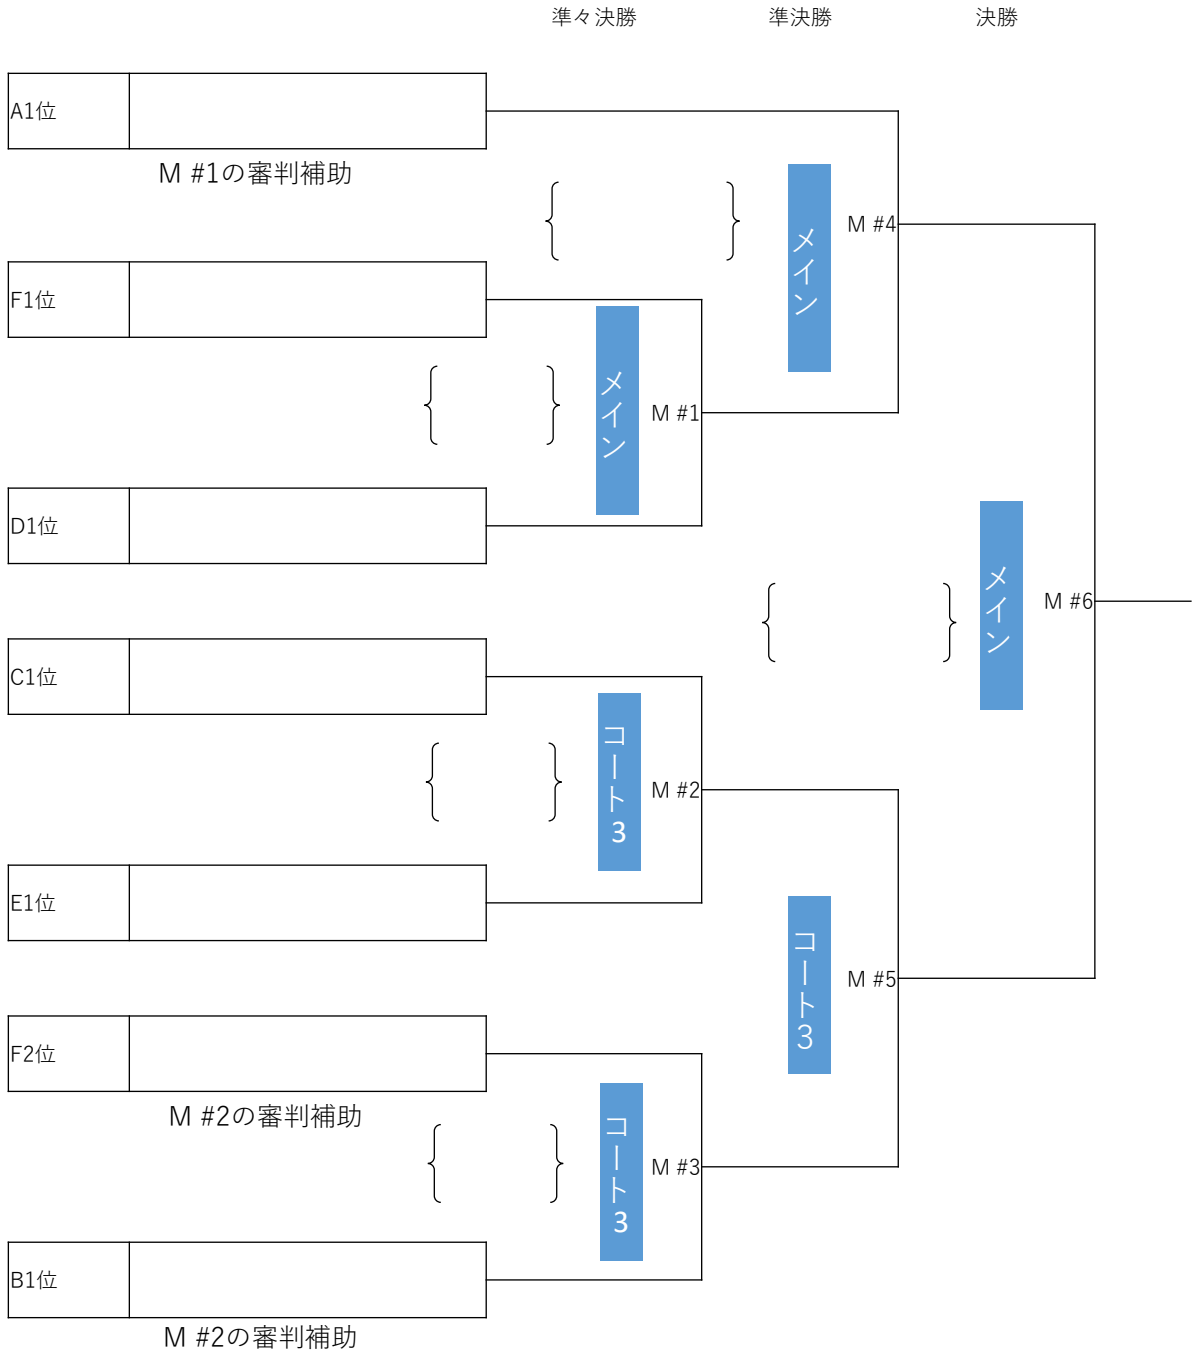 準々決勝
準決勝
決勝
A1位
M #1の審判補助
メイン
M #4
F1位
メイン
M #1
D1位
メイン
M #6
C1位
コート3
M #2
E1位
コート3
M #5
F2位
M #2の審判補助
コート3
M #3
B1位
M #2の審判補助